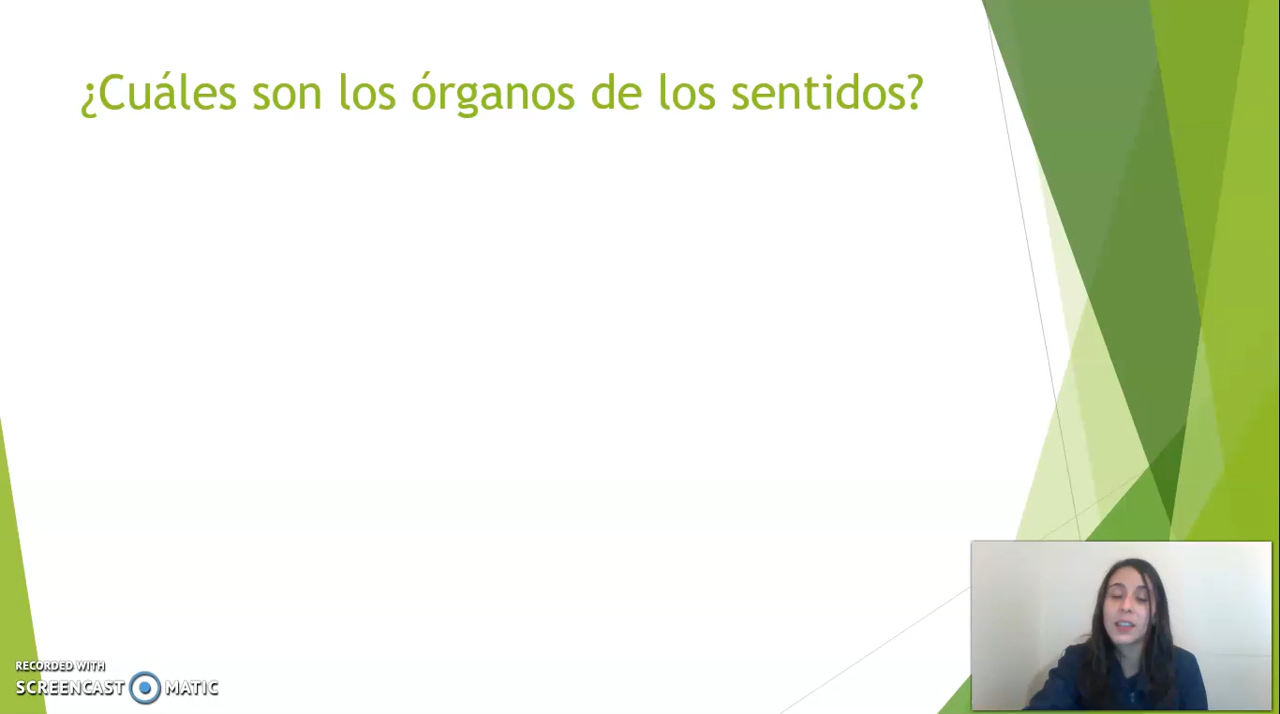 ¿Cuáles son los órganos de los sentidos?
RECORDED WITH
SCREENCAST MATIC